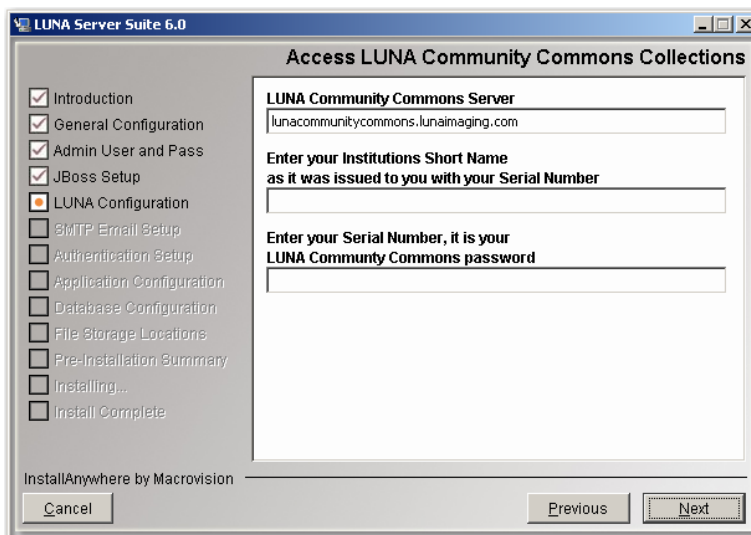 LUNA Server Suite 6.0
Access LUNA Community Commons Collections
Introduction
General Configuration
Admin User and Pass
JBoss Setup
LUNA Configuration
SMTP Email Setup
Authentication Setup
Application Configuration
Database Configuration
File Storage Locations
Pre-Installation Summary
Installing...
Install Complete
LUNA Community Commons Server
lunacommunitycommons.lunaimaging.com
Enter your Institutions Short Name
as it was issued to you with your Serial Number
Enter your Serial Number, it is your
LUNA Communty Commons password
InstallAnywhere by Macrovision
Cancel
Previous
Next